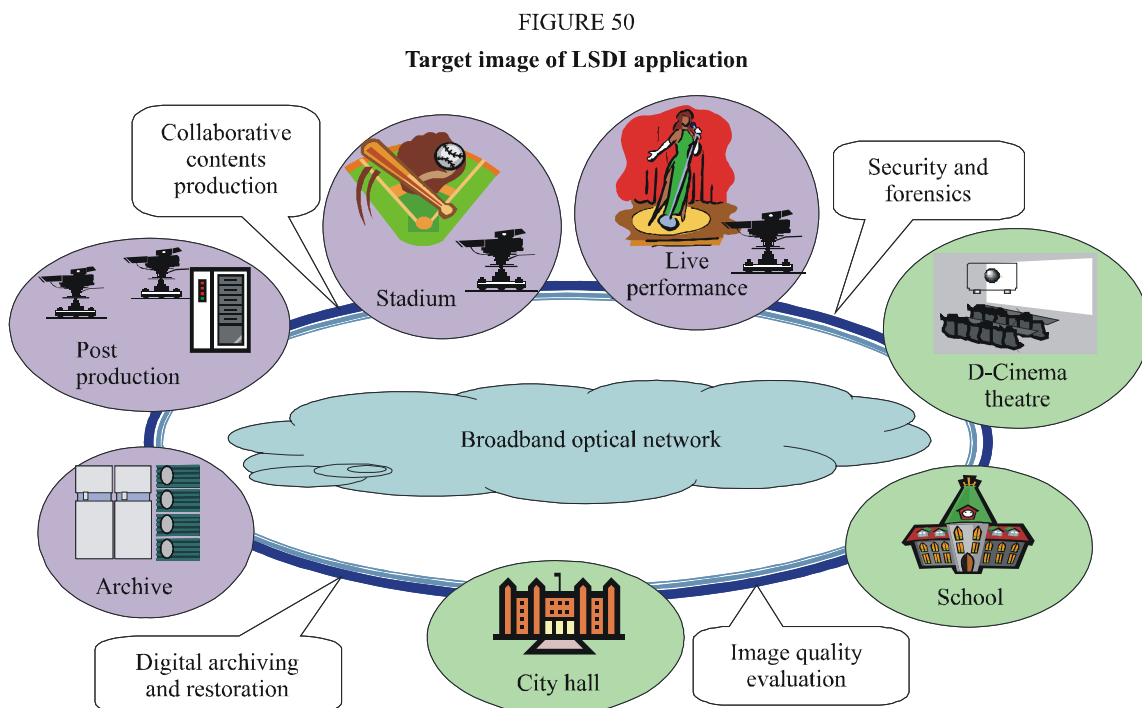 FIGURE 50
Target image of LSDI application
Collaborative
contents
production
Security and
forensics
Stadium
Live
performance
Post
production
D-Cinema
theatre
Broadband optical network
Archive
School
Digital archiving
and restoration
City hall
Image quality
evaluation